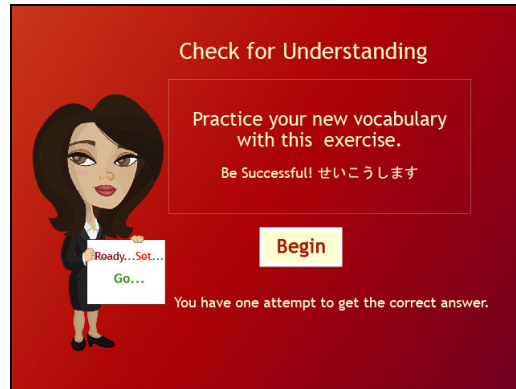 Check for Understanding
Practice your new vocabulary
with this exercise.
Be Successful! せいこうします
Ready...Set...
Go...
Begin
You have one attempt to get the correct answer.